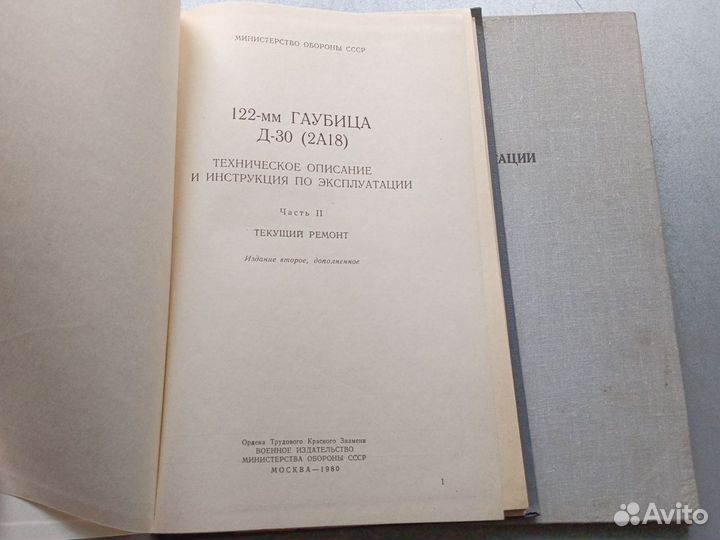 МИНИСТЕРСТВО ОБОРОНЫ СССР
122-мм ГАУБИЦА
Д-30 (2А18)
ТЕХНИЧЕСКОЕ ОПИСАНИЕ
И ИНСТРУКЦИЯ ПО ЭКСПЛУАТАЦИИ
Часть II
ТЕКУЩИЙ РЕМОНТ
Издание второе, дополненное
Ордена Трудового Красного Знамени
ВОЕННОЕ ИЗДАТЕЛЬСТВО
МИНИСТЕРСТВА ОБОРОНЫ СССР
МОСКВА—1980
1
ТАЦИИ
Avito